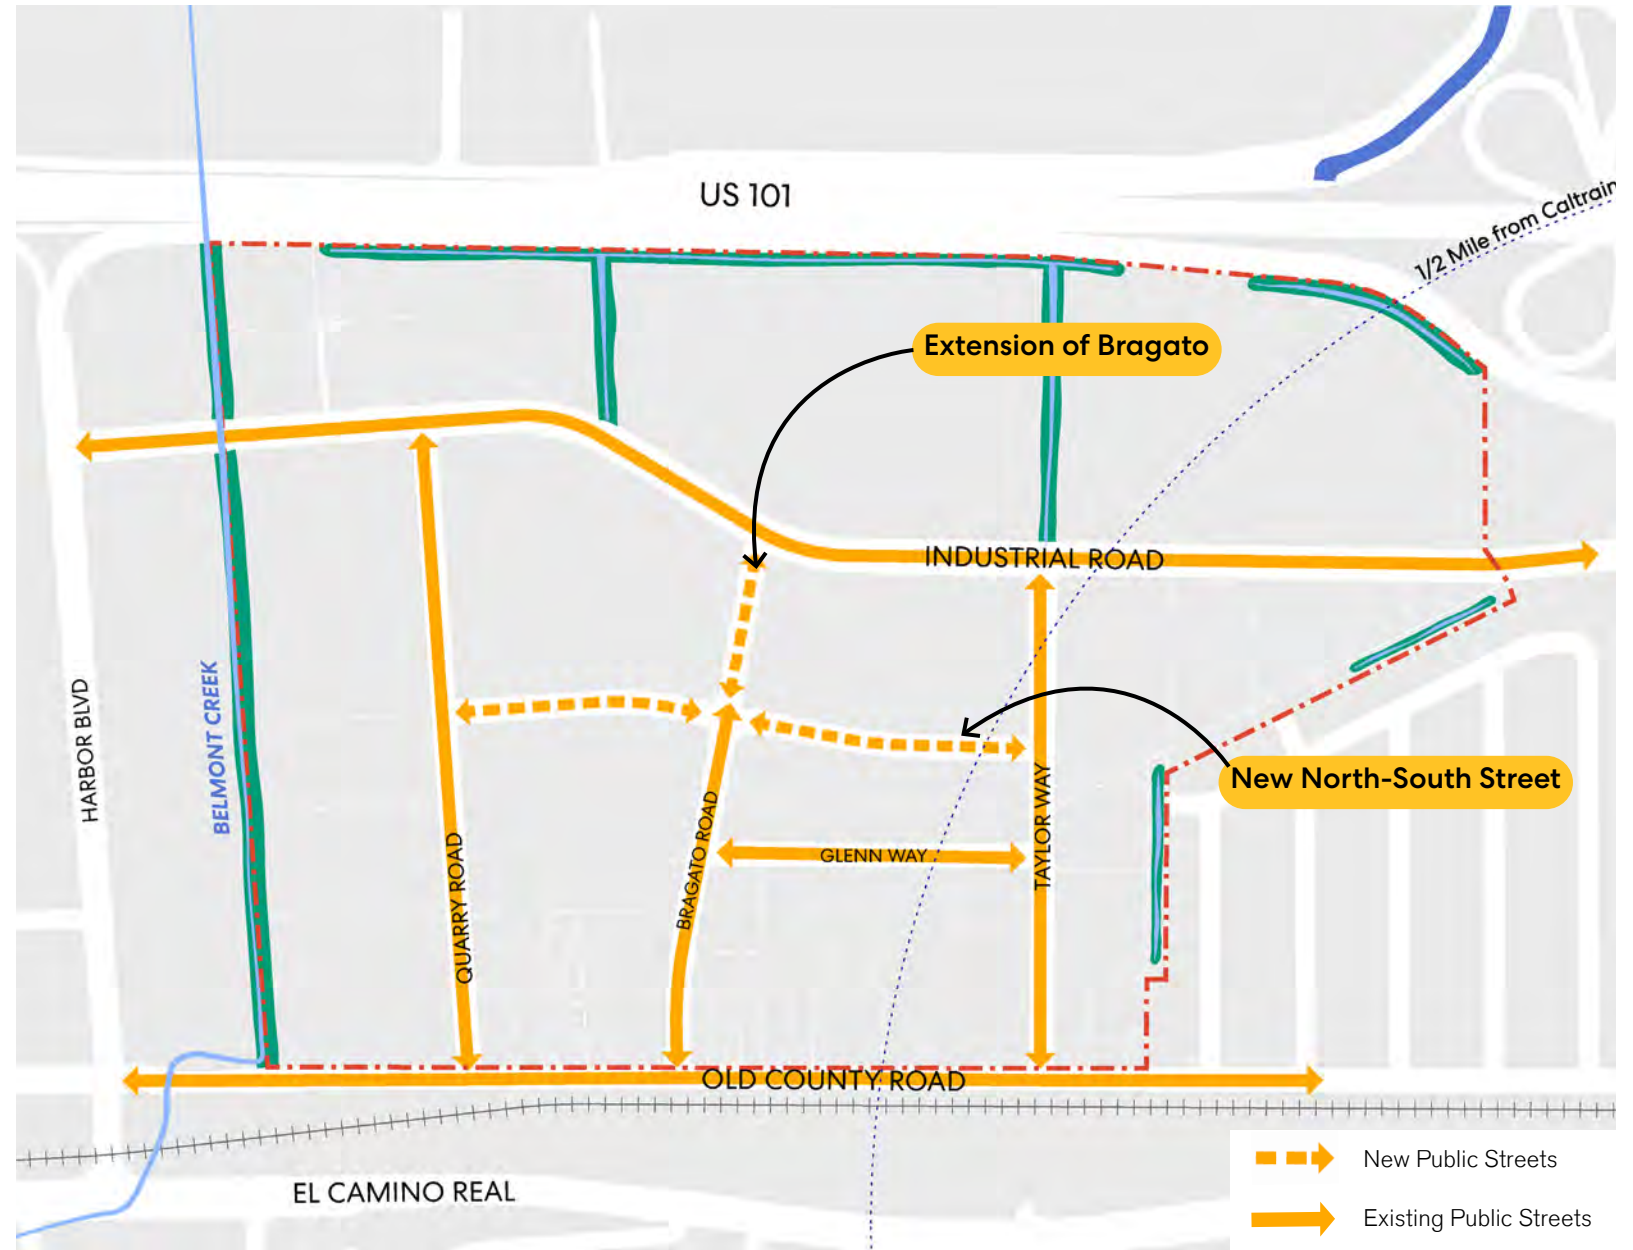 US 101
1/2 Mile from Caltrain
Extension of Bragato
INDUSTRIAL ROAD
BELMONT CREEK
HARBOR BLVD
New North-South Street
QUARRY ROAD
BRAGATO ROAD
GLENN WAY
TAYLOR WAY
OLD COUNTY ROAD
EL CAMINO REAL
New Public Streets
Existing Public Streets